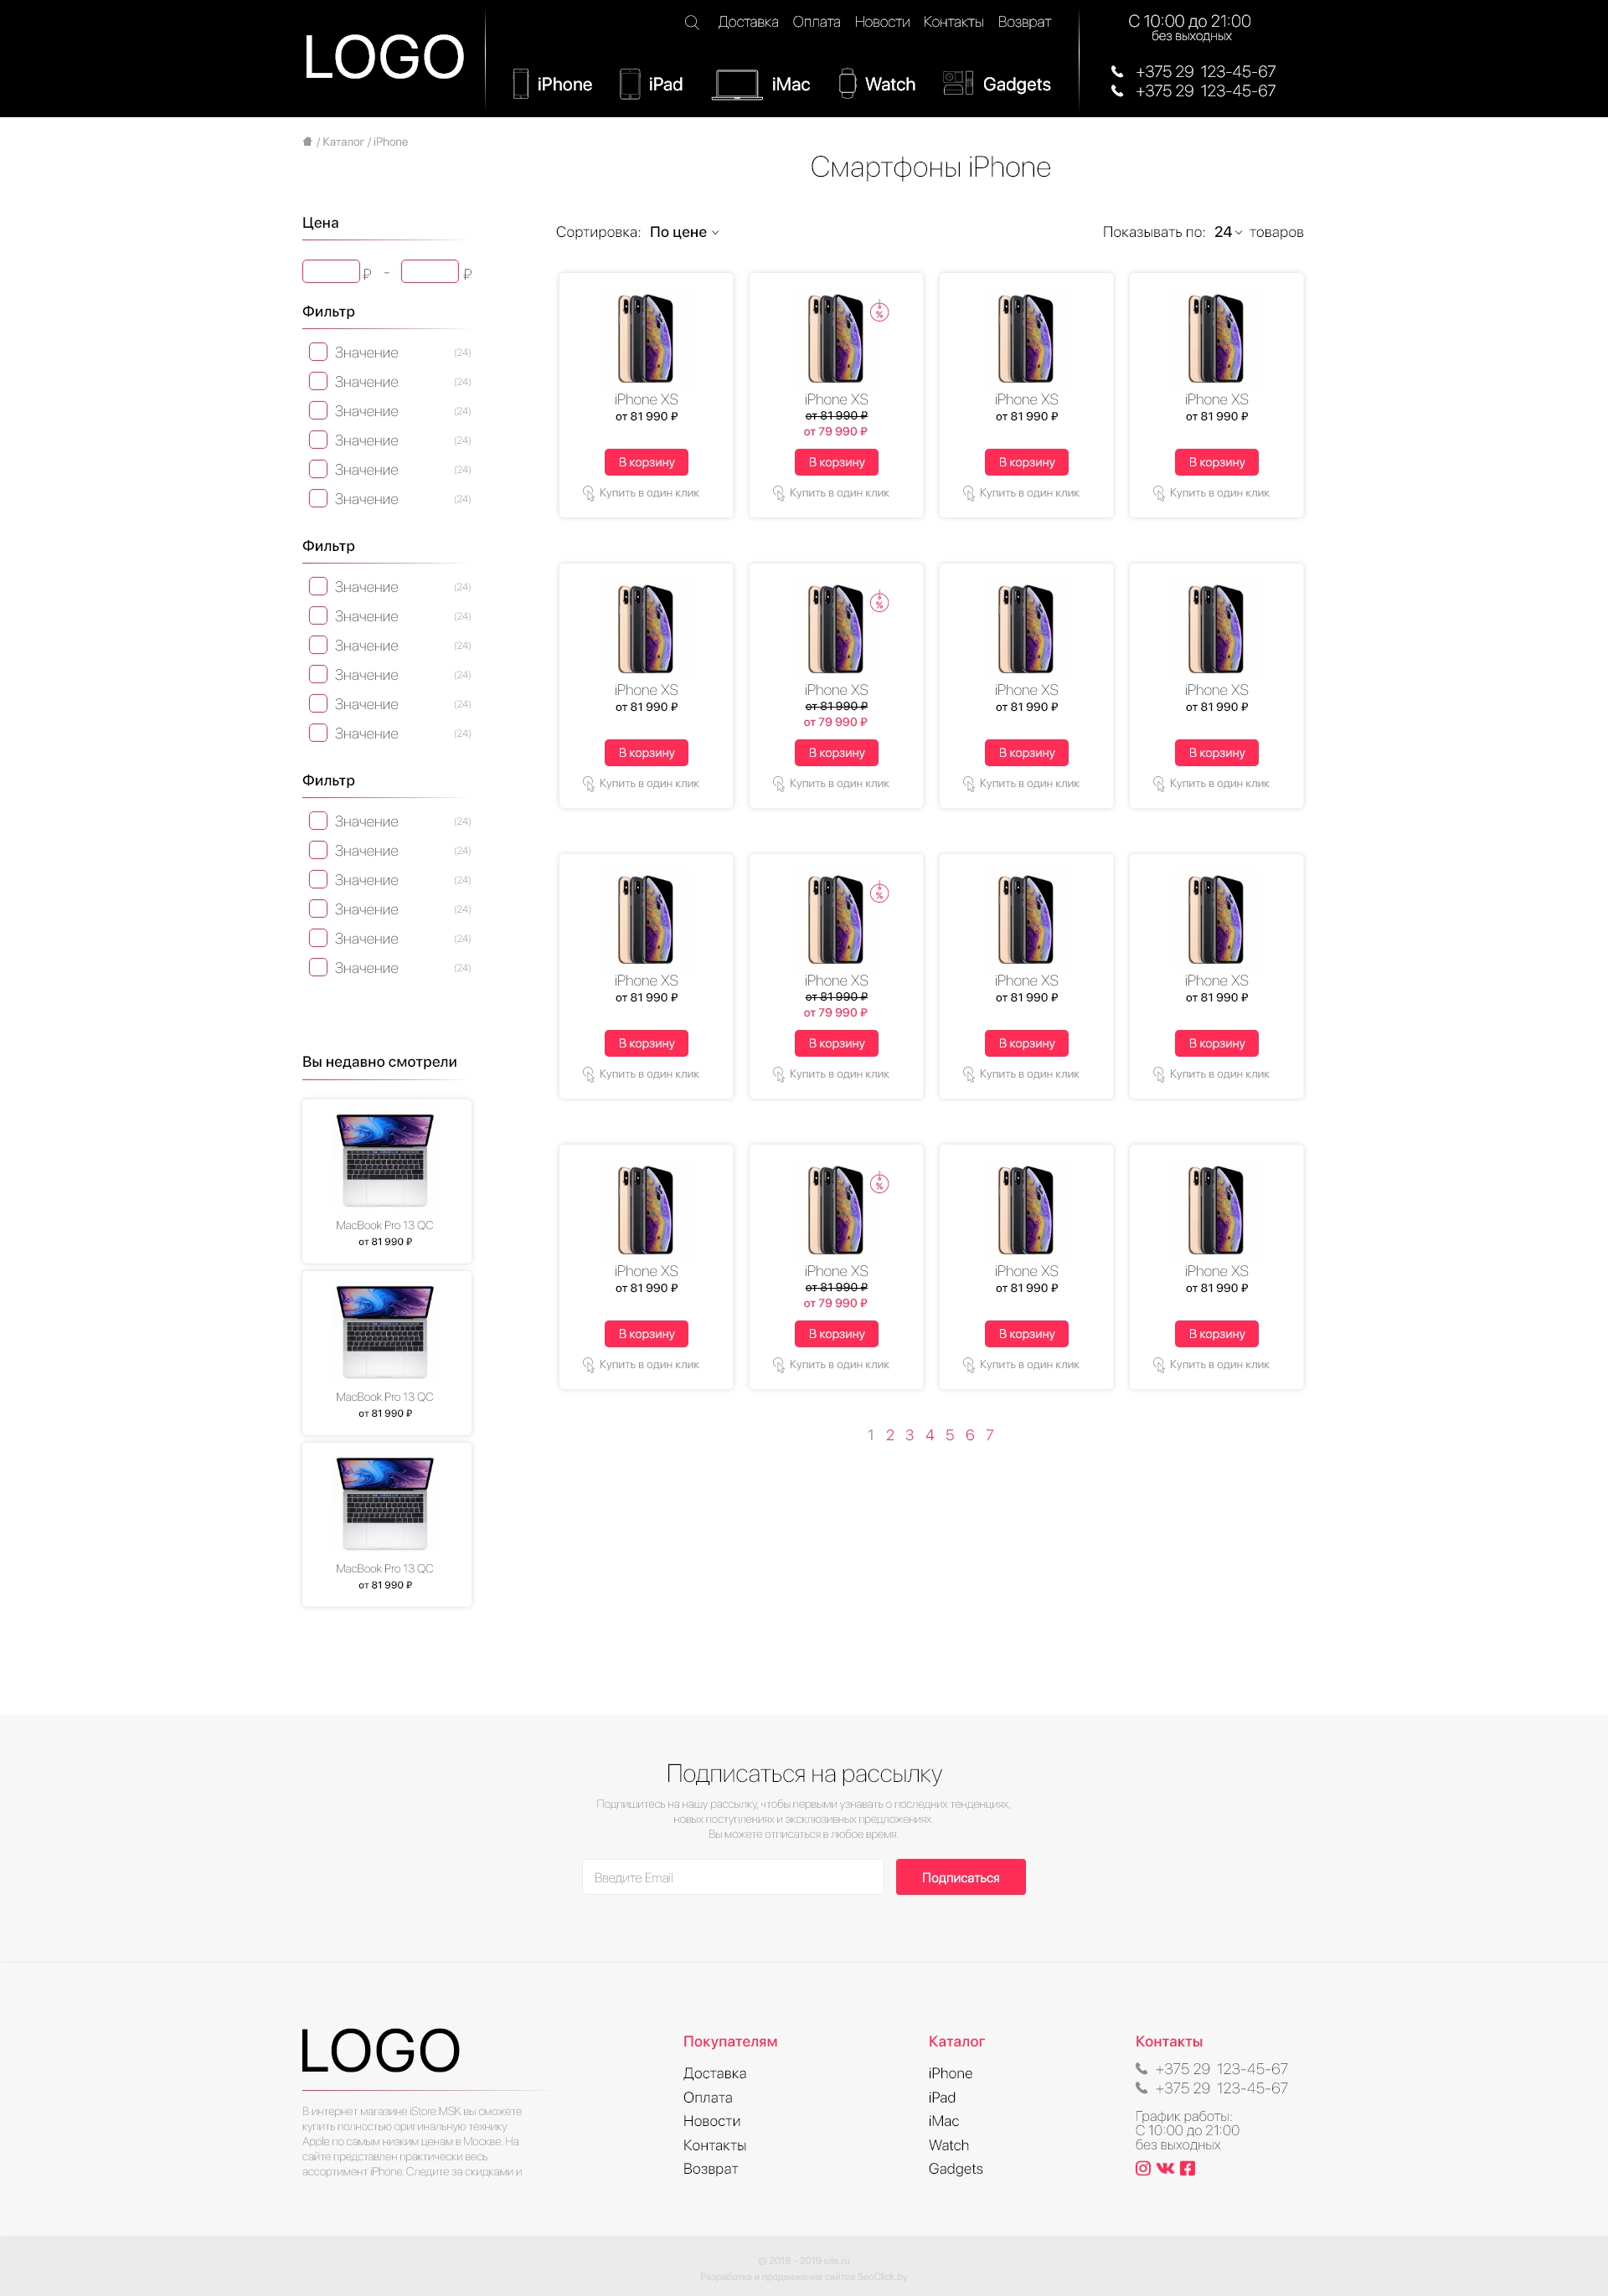 LOGO
Доставка Оплата Новости Контакты Возврат
iPhone iPad iMac Watch Gadgets
С 10:00 до 21:00
без выходных
+375 29 123-45-67
+375 29 123-45-67
/ Каталог / iPhone
Смартфоны iPhone
Сортировка: По цене
Показывать по: 24 товаров
Цена
₽ - ₽
Фильтр
Значение (24)
Значение (24)
Значение (24)
Значение (24)
Значение (24)
Значение (24)
Фильтр
Значение (24)
Значение (24)
Значение (24)
Значение (24)
Значение (24)
Значение (24)
Фильтр
Значение (24)
Значение (24)
Значение (24)
Значение (24)
Значение (24)
Значение (24)
Вы недавно смотрели
MacBook Pro 13 QC
от 81 990 ₽
MacBook Pro 13 QC
от 81 990 ₽
MacBook Pro 13 QC
от 81 990 ₽
%
iPhone XS iPhone XS iPhone XS iPhone XS
от 81 990 ₽ от 81 990 ₽ от 81 990 ₽ от 81 990 ₽
от 79 990 ₽
В корзину В корзину В корзину В корзину
Купить в один клик Купить в один клик Купить в один клик Купить в один клик
%
iPhone XS iPhone XS iPhone XS iPhone XS
от 81 990 ₽ от 81 990 ₽ от 81 990 ₽ от 81 990 ₽
от 79 990 ₽
В корзину В корзину В корзину В корзину
Купить в один клик Купить в один клик Купить в один клик Купить в один клик
%
iPhone XS iPhone XS iPhone XS iPhone XS
от 81 990 ₽ от 81 990 ₽ от 81 990 ₽ от 81 990 ₽
от 79 990 ₽
В корзину В корзину В корзину В корзину
Купить в один клик Купить в один клик Купить в один клик Купить в один клик
%
iPhone XS iPhone XS iPhone XS iPhone XS
от 81 990 ₽ от 81 990 ₽ от 81 990 ₽ от 81 990 ₽
от 79 990 ₽
В корзину В корзину В корзину В корзину
Купить в один клик Купить в один клик Купить в один клик Купить в один клик
1 2 3 4 5 6 7
Подписаться на рассылку
Подпишитесь на нашу рассылку, чтобы первыми узнавать о последних тенденциях,
новых поступлениях и эксклюзивных предложениях.
Вы можете отписаться в любое время.
Введите Email
Подписаться
LOGO
В интернет магазине iStore:MSK вы сможете
купить полностью оригинальную технику
Apple по самым низким ценам в Москве. На
сайте представлен практически весь
ассортимент iPhone. Следите за скидками и
Покупателям
Доставка
Оплата
Новости
Контакты
Возврат
Каталог
iPhone
iPad
iMac
Watch
Gadgets
Контакты
+375 29 123-45-67
+375 29 123-45-67
График работы:
С 10:00 до 21:00
без выходных
© 2018 - 2019 site.ru
Разработка и продвижение сайтов SeoClick.by